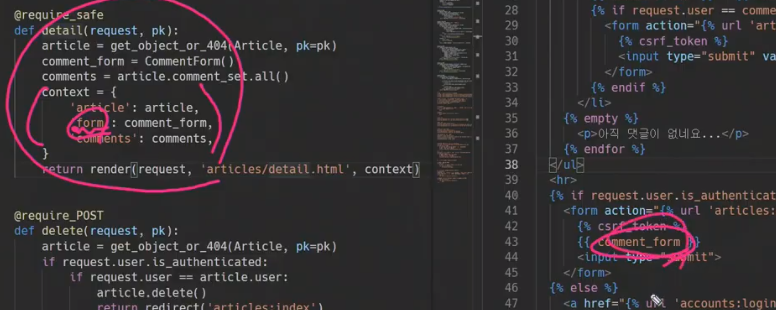 @require_safe
def detail(request, pk):
article = get_object_or_404(Article, pk=pk)
comment_form = CommentForm()
comments = article.comment_set.all()
context = {
'article': article,
'form': comment_form,
'comments': comments,
}
return render(request, 'articles/detail.html', context)
@require_POST
def delete(request, pk):
article = get_object_or_404(Article, pk=pk)
if request.user.is_authenticated:
if request.user == article.user:
article.delete()
return redirect('articles:index')
28 {% if request.user == comme
29 <form action="{% url 'arti
30 {% csrf_token %}
31 <input type="submit" va
32 </form>
33 {% endif %}
34 </li>
35 {% empty %}
36 <p>아직 댓글이 없네요...</p>
37 {% endfor %}
38 </ul>
39 <hr>
40 {% if request.user.is_authenticat
41 <form action="{% url 'articles:
42 {% csrf_token %}
43 {{ comment_form }}
44 <input type="submit">
45 </form>
46 {% else %}
47 <a href="{% url 'accounts:login